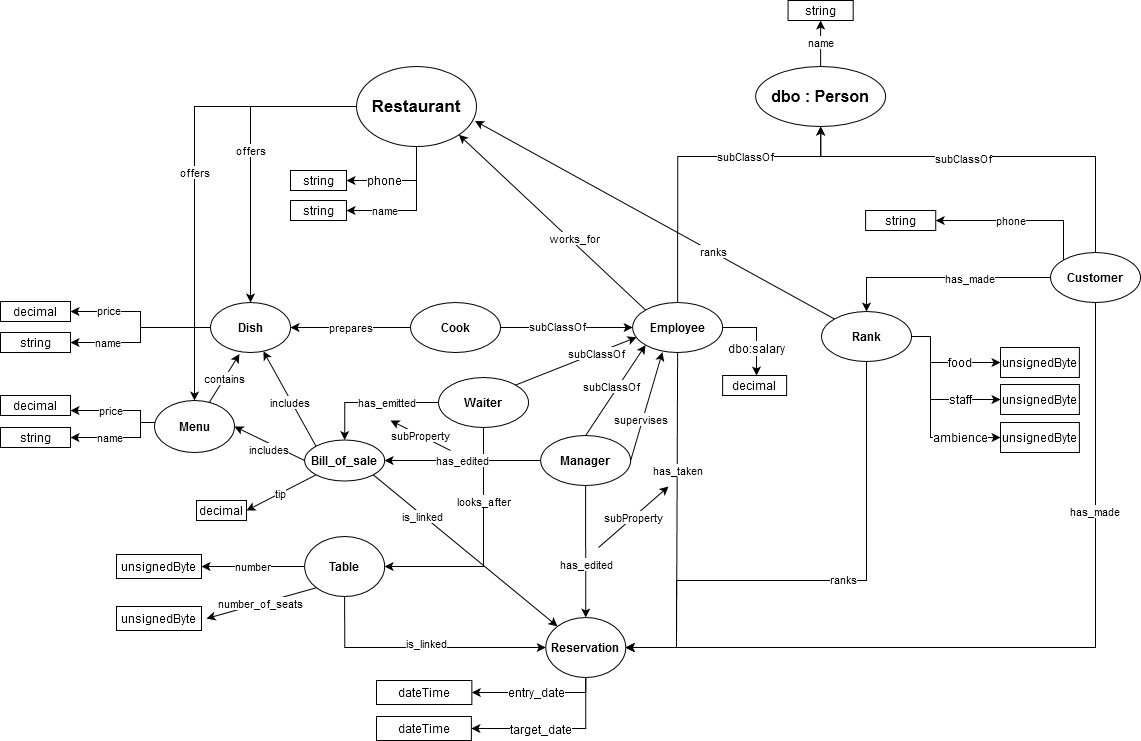 string
name
dbo : Person
Restaurant
offers
offers
subClassOf
subClassOf
string
phone
string
name
string
phone
works_for
ranks
has_made
Customer
decimal
price
string
name
Dish
prepares
Cook
subClassOf
Employee
Rank
dbo:salary
decimal
subClassOf
contains
subClassOf
food
unsignedByte
staff
unsignedByte
ambience
unsignedByte
decimal
price
string
name
Menu
includes
has_emitted
Waiter
supervises
subProperty
includes
Bill_of_sale
has_edited
Manager
has_taken
tip
decimal
is_linked
looks_after
subProperty
has_made
unsignedByte
number
Table
has_edited
ranks
unsignedByte
number_of_seats
is_linked
Reservation
dateTime
entry_date
dateTime
target_date